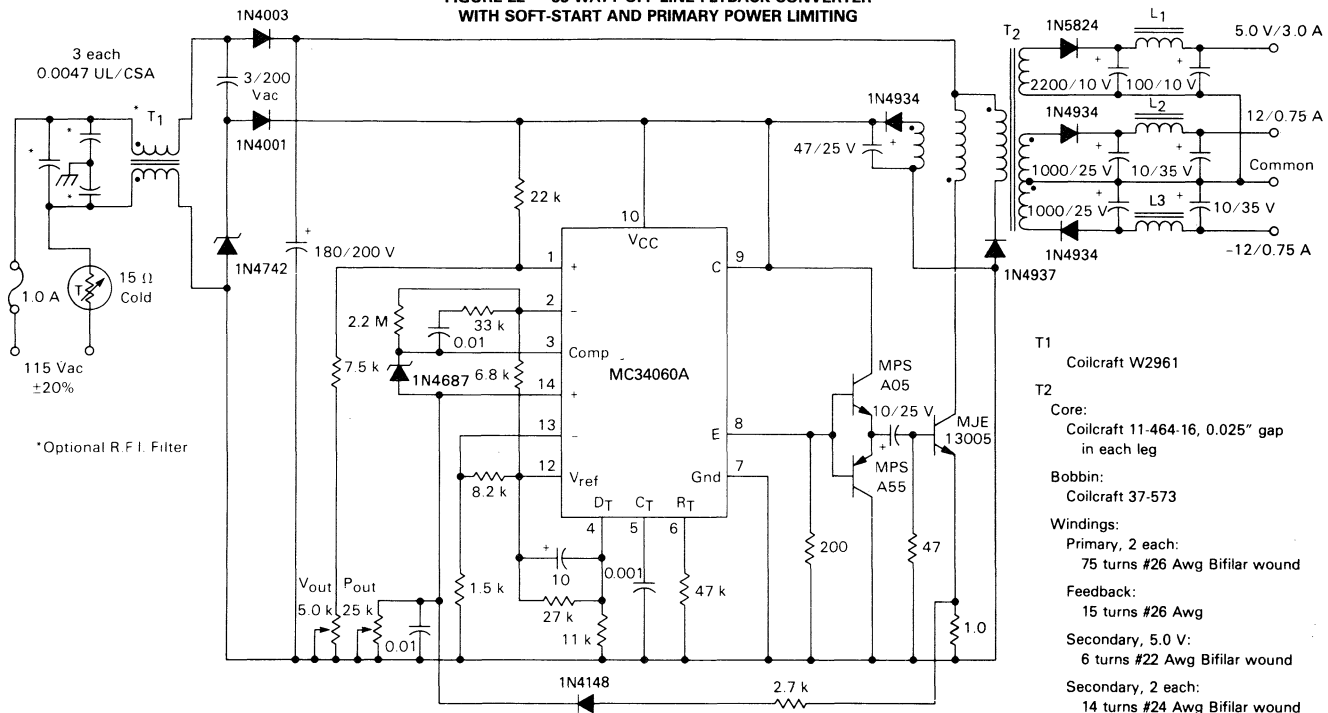 WITH SOFT-START AND PRIMARY POWER LIMITING
1N4003
3 each
0.0047 UL/CSA
*
T1
3/200
Vac
1N4001
*
*
*
1N4742
180/200 V
1.0 A
T
15 Ω
Cold
115 Vac
±20%
*Optional R.F.I. Filter
22 k
7.5 k
2.2 M
33 k
0.01
1N4687
6.8 k
8.2 k
1.5 k
Vout
5.0 k
Pout
25 k
0.01
10
VCC
1
+
2
−
3
Comp
14
+
13
−
12
Vref
MC34060A
9
C
8
E
7
Gnd
DT
4
CT
5
RT
6
+
10
0.001
27 k
11 k
47 k
1N4148
2.7 k
200
47
1.0
MPS
A05
10/25 V
+
MPS
A55
MJE
13005
1N4934
47/25 V
+
1N4937
T2
1N5824
L1
5.0 V/3.0 A
+
+
2200/10 V
100/10 V
1N4934
L2
12/0.75 A
+
+
1000/25 V
10/35 V
Common
+
+
1000/25 V
L3
10/35 V
1N4934
−12/0.75 A
T1
Coilcraft W2961
T2
Core:
Coilcraft 11-464-16, 0.025" gap
in each leg
Bobbin:
Coilcraft 37-573
Windings:
Primary, 2 each:
75 turns #26 Awg Bifilar wound
Feedback:
15 turns #26 Awg
Secondary, 5.0 V:
6 turns #22 Awg Bifilar wound
Secondary, 2 each:
14 turns #24 Awg Bifilar wound